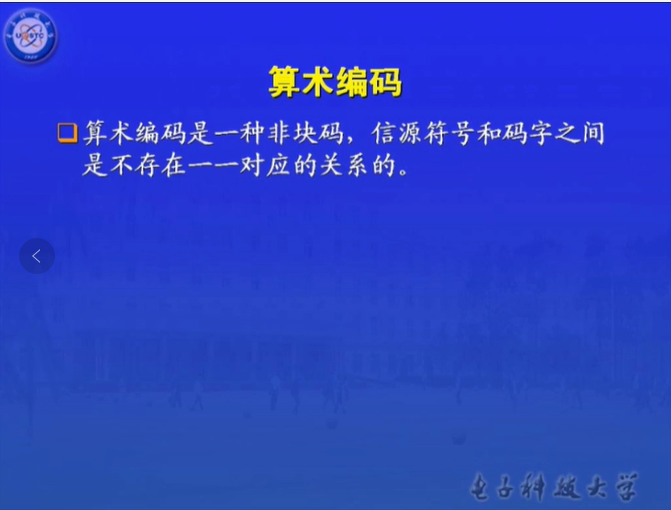 算术编码
算术编码是一种非块码，信源符号和码字之间
是不存在一一对应的关系的。
电子科技大学